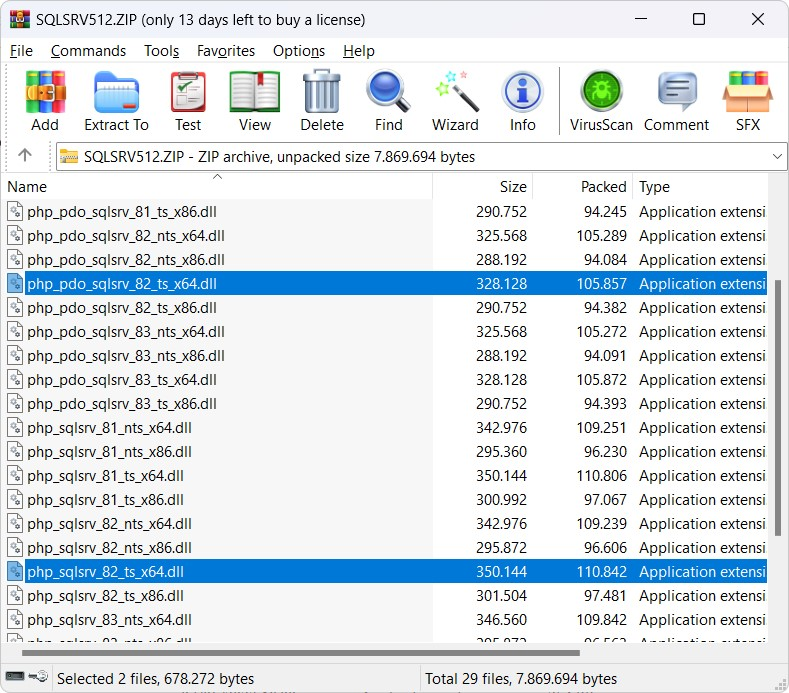 SQLSRV512.ZIP (only 13 days left to buy a license)
File Commands Tools Favorites Options Help
Add Extract To Test View Delete Find Wizard Info VirusScan Comment SFX
SQLSRV512.ZIP - ZIP archive, unpacked size 7.869.694 bytes
Name Size Packed Type
php_pdo_sqlsrv_81_ts_x86.dll 290.752 94.245 Application extensi
php_pdo_sqlsrv_82_nts_x64.dll 325.568 105.289 Application extensi
php_pdo_sqlsrv_82_nts_x86.dll 288.192 94.084 Application extensi
php_pdo_sqlsrv_82_ts_x64.dll 328.128 105.857 Application extensi
php_pdo_sqlsrv_82_ts_x86.dll 290.752 94.382 Application extensi
php_pdo_sqlsrv_83_nts_x64.dll 325.568 105.272 Application extensi
php_pdo_sqlsrv_83_nts_x86.dll 288.192 94.091 Application extensi
php_pdo_sqlsrv_83_ts_x64.dll 328.128 105.872 Application extensi
php_pdo_sqlsrv_83_ts_x86.dll 290.752 94.393 Application extensi
php_sqlsrv_81_nts_x64.dll 342.976 109.251 Application extensi
php_sqlsrv_81_nts_x86.dll 295.360 96.230 Application extensi
php_sqlsrv_81_ts_x64.dll 350.144 110.806 Application extensi
php_sqlsrv_81_ts_x86.dll 300.992 97.067 Application extensi
php_sqlsrv_82_nts_x64.dll 342.976 109.239 Application extensi
php_sqlsrv_82_nts_x86.dll 295.872 96.606 Application extensi
php_sqlsrv_82_ts_x64.dll 350.144 110.842 Application extensi
php_sqlsrv_82_ts_x86.dll 301.504 97.481 Application extensi
php_sqlsrv_83_nts_x64.dll 346.560 109.842 Application extensi
Selected 2 files, 678.272 bytes Total 29 files, 7.869.694 bytes